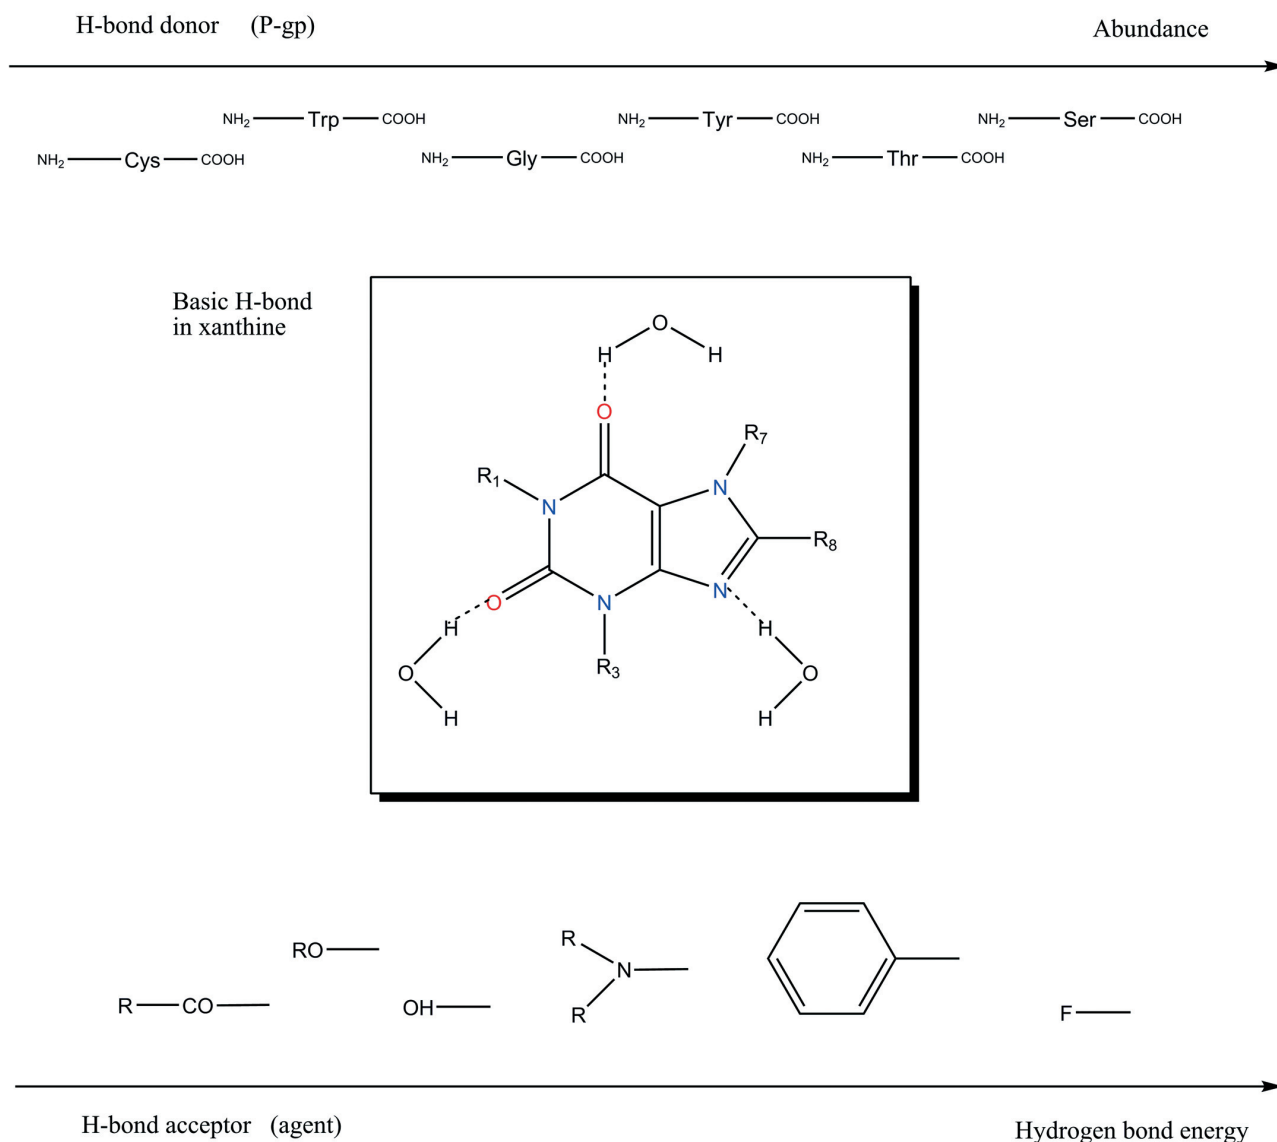 H-bond donor (P-gp) Abundance
NH₂ Trp COOH NH₂ Tyr COOH NH₂ Ser COOH
NH₂ Cys COOH NH₂ Gly COOH NH₂ Thr COOH
Basic H-bond
in xanthine
O
H H
O
R₇
R₁ N
N
R₈
O N N
H H
R₃
O O
H H
R N
RO
R CO OH R F
H-bond acceptor (agent) Hydrogen bond energy